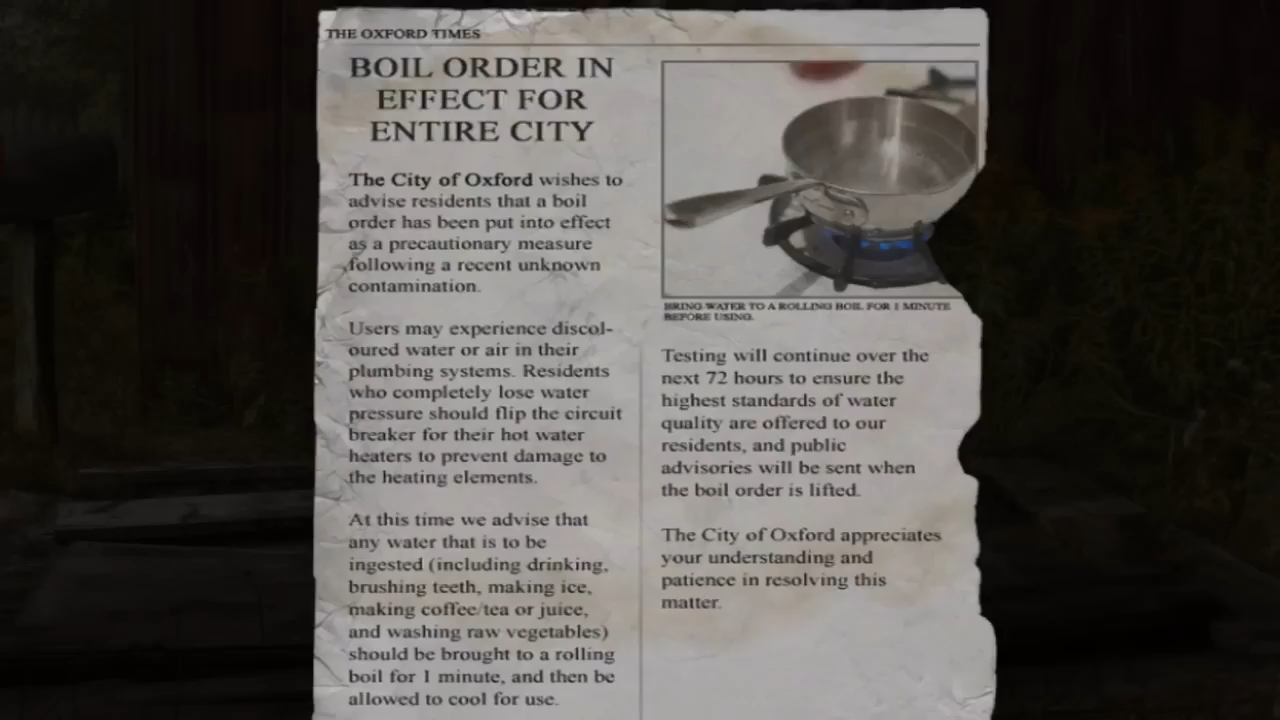 THE OXFORD TIMES
BOIL ORDER IN
EFFECT FOR
ENTIRE CITY
The City of Oxford wishes to
advise residents that a boil
order has been put into effect
as a precautionary measure
following a recent unknown
contamination.
Users may experience discol-
oured water or air in their
plumbing systems. Residents
who completely lose water
pressure should flip the circuit
breaker for their hot water
heaters to prevent damage to
the heating elements.
At this time we advise that
any water that is to be
ingested (including drinking,
brushing teeth, making ice,
making coffee/tea or juice,
and washing raw vegetables)
should be brought to a rolling
boil for 1 minute, and then be
allowed to cool for use.
BRING WATER TO A ROLLING BOIL FOR 1 MINUTE
BEFORE USING.
Testing will continue over the
next 72 hours to ensure the
highest standards of water
quality are offered to our
residents, and public
advisories will be sent when
the boil order is lifted.
The City of Oxford appreciates
your understanding and
patience in resolving this
matter.